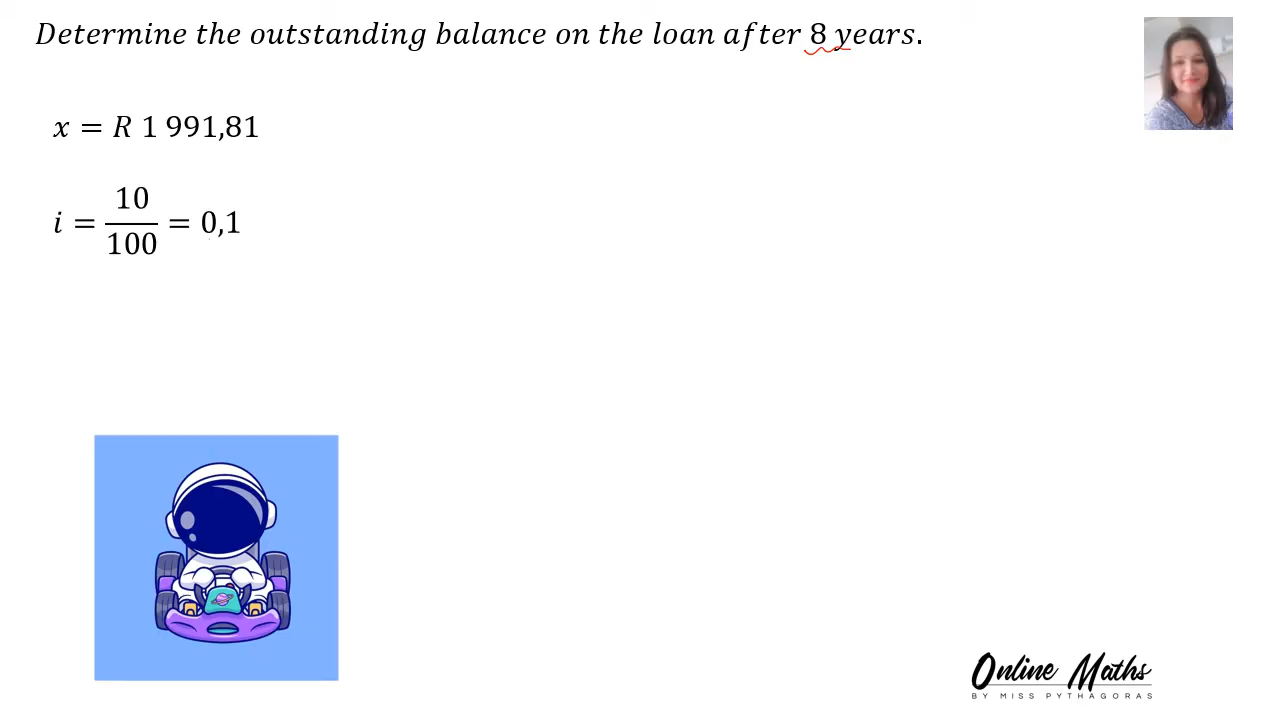 Determine the outstanding balance on the loan after 8 years.
x = R 1 991,81
i = 10/100 = 0,1
Online Maths
BY MISS PYTHAGORAS